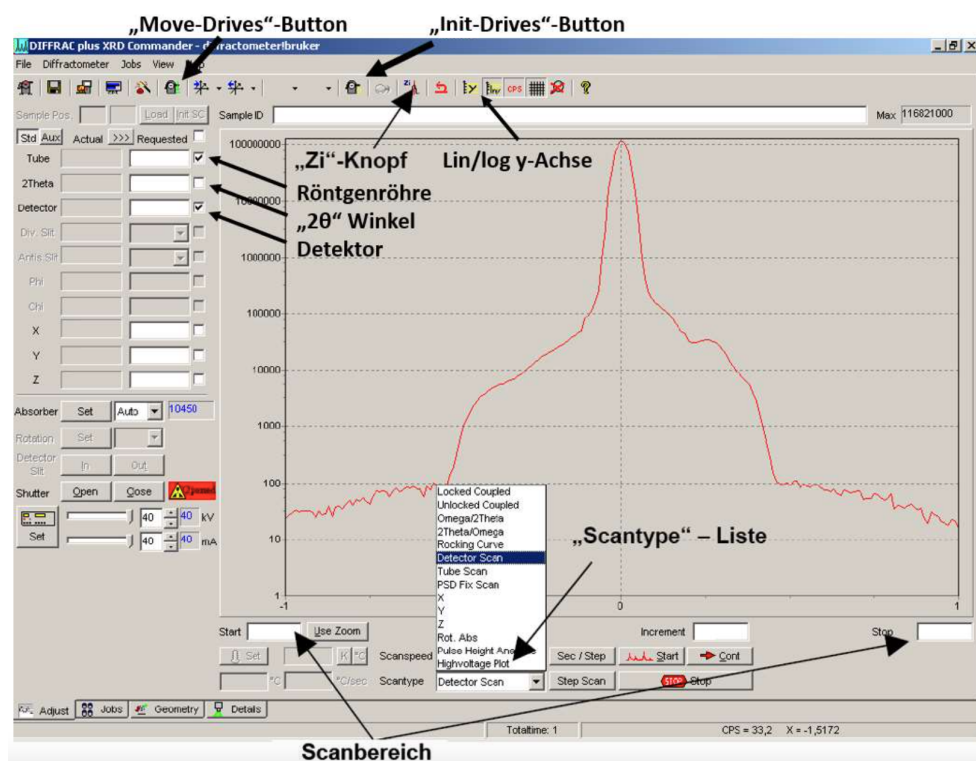 „Move-Drives“-Button
„Init-Drives“-Button
DIFFRAC plus XRD Commander - diffractometer!bruker
File Diffractometer Jobs View
Zi
CPS
Sample Pos. Load Init SC Sample ID Max: 116821000
Std Aux Actual >>> Requested
Tube
2Theta
Detector
Div. Slit
Antis.Slit
Phi
Chi
X
Y
Z
„Zi“-Knopf
Lin/log y-Achse
Röntgenröhre
„2θ“ Winkel
Detektor
100000000
10000000
1000000
100000
10000
1000
100
10
1
-1 0 1
Absorber Set Auto 10450
Rotation Set
Detector Slit In Out
Shutter Open Close Opened
40 40 kV
Set 40 40 mA
Locked Coupled
Unlocked Coupled
Omega/2Theta
2Theta/Omega
Rocking Curve
Detector Scan
Tube Scan
PSD Fix Scan
X
Y
Z
Rot. Abs
Pulse Height
Highvoltage Plot
„Scantype“ – Liste
Start Use Zoom Increment Stop
Set K °C Scanspeed Sec / Step Start Cont
°C °C/sec Scantype Detector Scan Step Scan STOP Stop
Adjust Jobs Geometry Details
Totaltime: 1 CPS = 33,2 X = -1,5172
Scanbereich